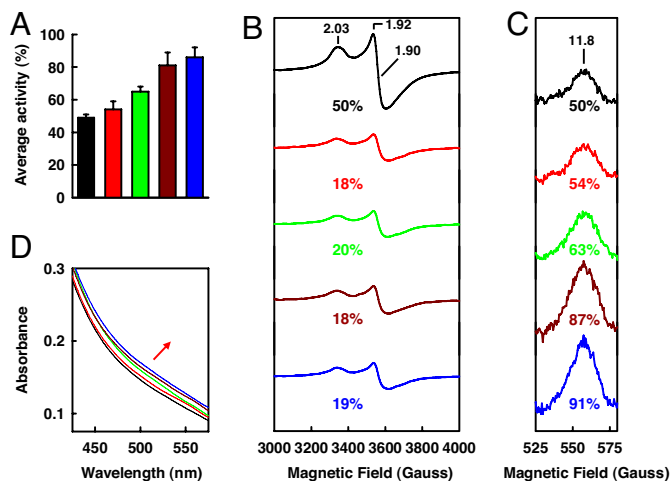 A
Average activity (%)
100
80
60
40
20
0
B
2.03
1.92
1.90
50%
18%
20%
18%
19%
3000 3200 3400 3600 3800 4000
Magnetic Field (Gauss)
C
11.8
50%
54%
63%
87%
91%
525 550 575
Magnetic Field (Gauss)
D
Absorbance
0.3
0.2
0.1
450 500 550
Wavelength (nm)